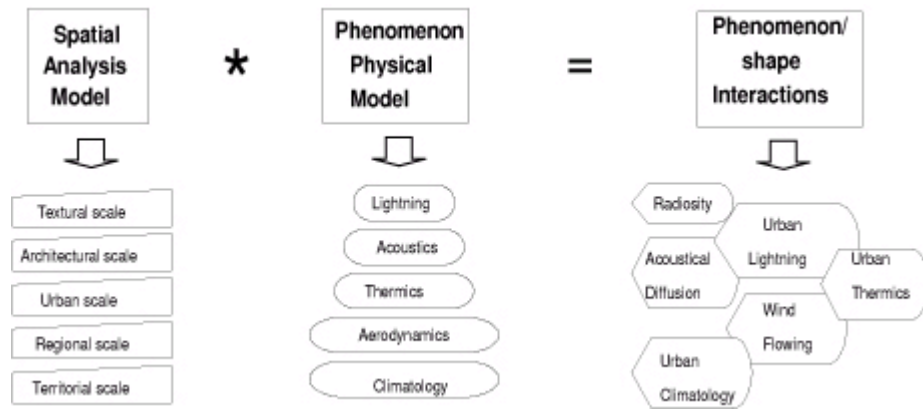 Spatial
Analysis
Model
*
Phenomenon
Physical
Model
=
Phenomenon/
shape
Interactions
Textural scale
Architectural scale
Urban scale
Regional scale
Territorial scale
Lightning
Acoustics
Thermics
Aerodynamics
Climatology
Radiosity
Urban
Lightning
Acoustical
Diffusion
Urban
Thermics
Wind
Flowing
Urban
Climatology